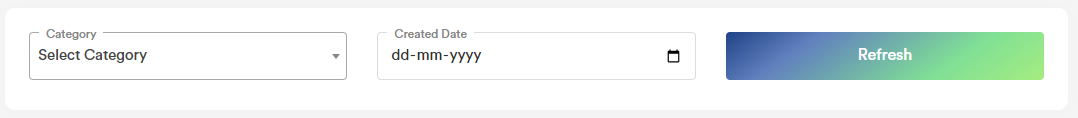 Category
Select Category
Created Date
dd-mm-yyyy
Refresh